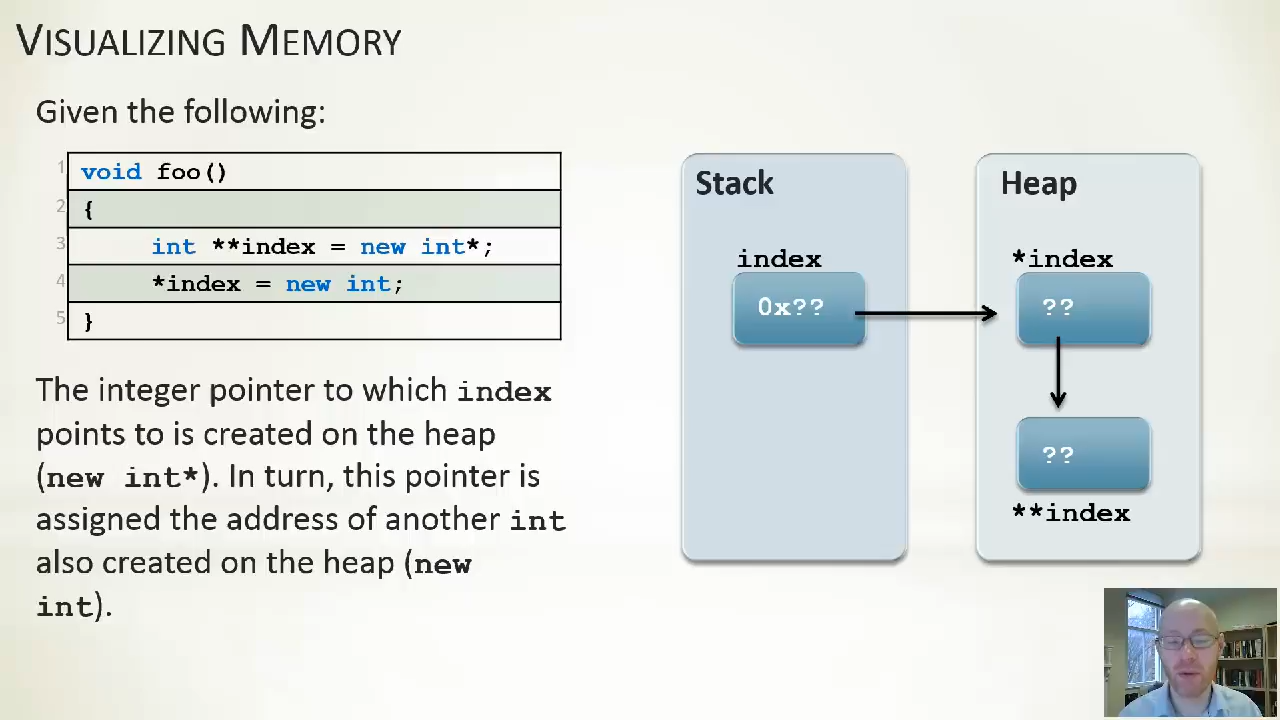 VISUALIZING MEMORY
Given the following:
1 void foo()
2 {
3 int **index = new int*;
4 *index = new int;
5 }
The integer pointer to which index
points to is created on the heap
(new int*). In turn, this pointer is
assigned the address of another int
also created on the heap (new
int).
Stack
index
0x??
Heap
*index
??
??
**index